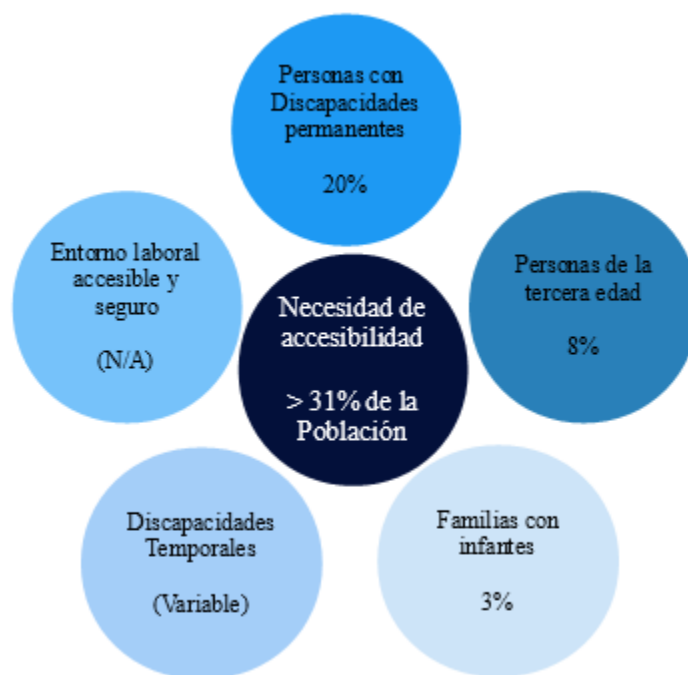 Personas con
Discapacidades
permanentes
20%
Entorno laboral
accesible y
seguro
(N/A)
Necesidad de
accesibilidad
> 31% de la
Población
Personas de la
tercera edad
8%
Discapacidades
Temporales
(Variable)
Familias con
infantes
3%